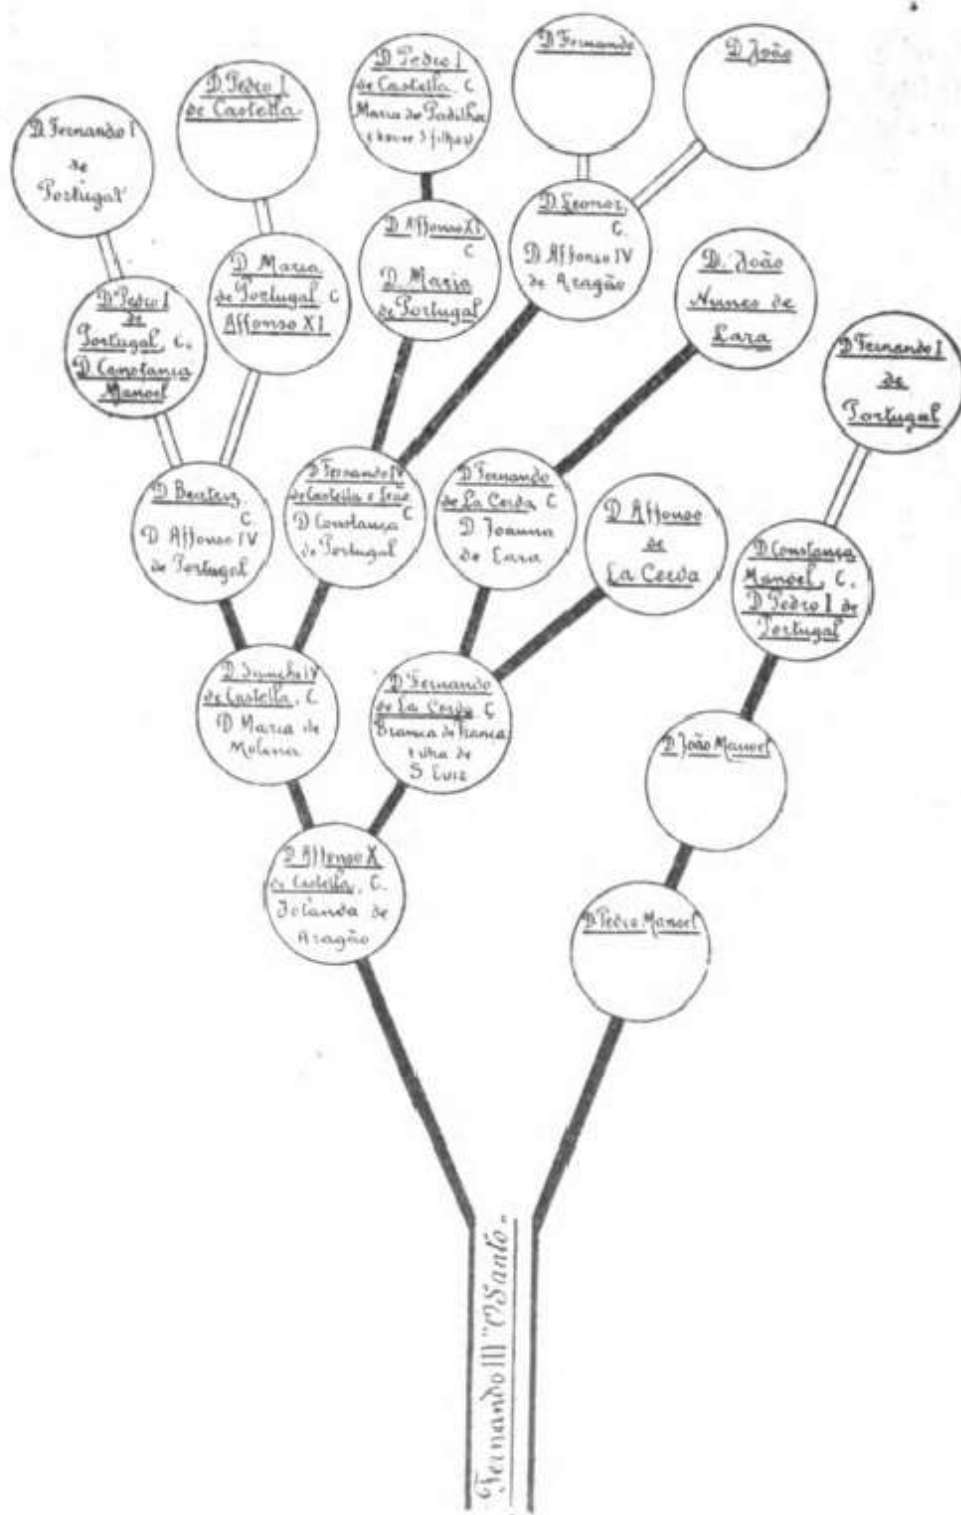 D Fernando I
de
Portugal
D. Pedro I
de Castella
D Pedro I
de Castella C
Maria de Padilha
e houve 3 filhas
D Fernando
D João
D Pedro I
de
Portugal, C,
D Constança
Manoel
D Maria
de Portugal C
Affonso XI
D Affonso XI
C
D Maria
de Portugal
D. Leonor,
C.
D Affonso IV
de Aragão
D. João
Nunes de
Lara
D Fernando I
de
Portugal
D Beatriz
C.
D Affonso IV
de Portugal
D Fernando IV
de Castella e Leão
C
D Constança
de Portugal
D Fernando
de La Cerda C
D Joanna
de Lara
D Affonso
de
La Cerda
D Constança
Manoel, C,
D Pedro I de
Portugal
D Sancho IV
de Castella, C
D Maria de
Molina
D Fernando
de La Cerda C
Branca de França
filha de
S Luiz
D João Manoel
D Affonso X
de Castella, C.
Jolanda de
Aragão
D. Pedro Manoel
Fernando III "O Santo"